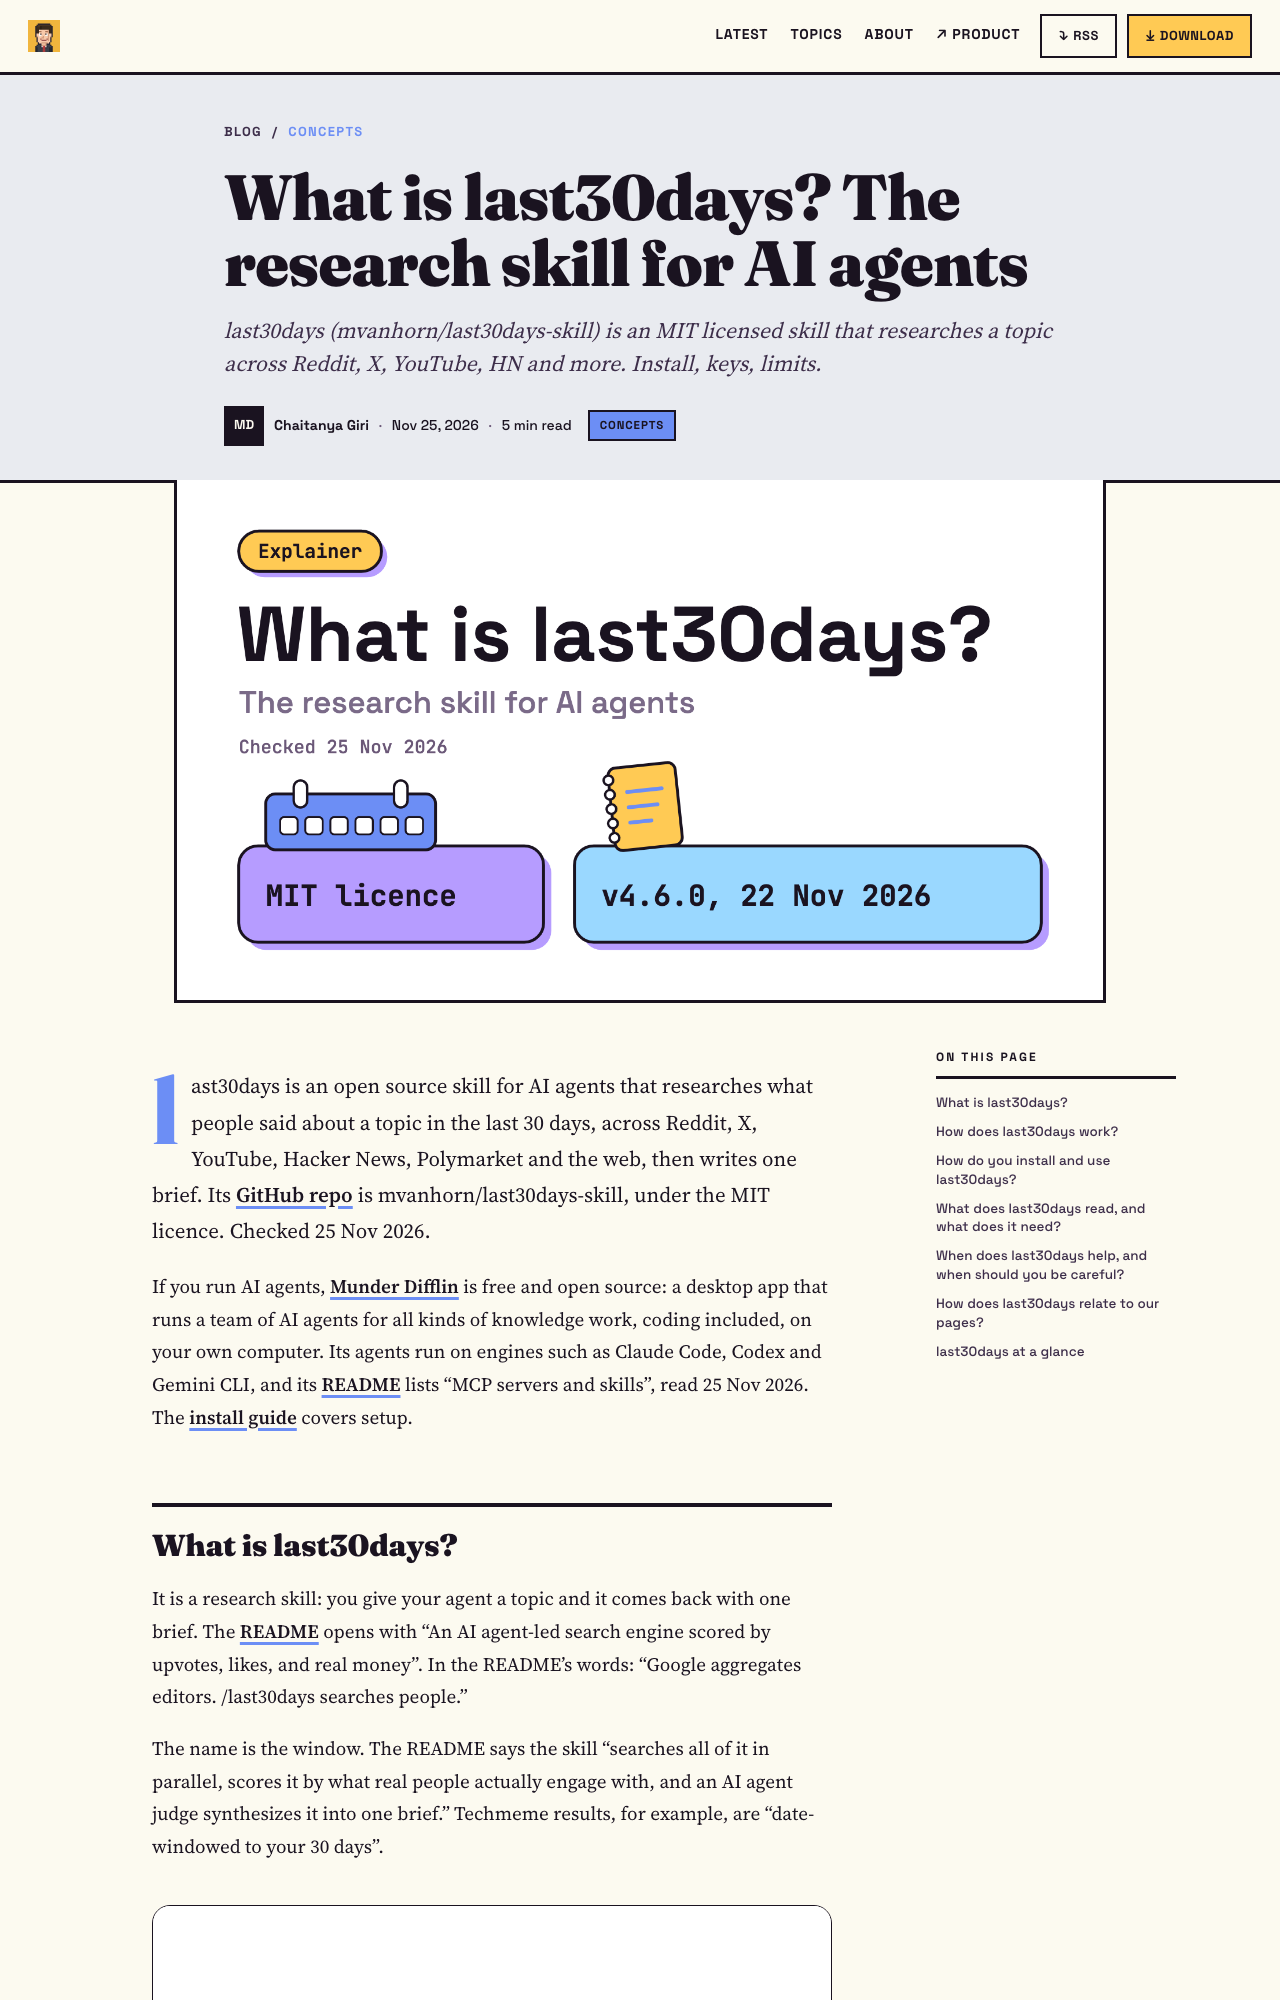 LATEST TOPICS ABOUT ↗ PRODUCT ⤵ RSS ⤓ DOWNLOAD
BLOG / CONCEPTS
What is last30days? The
research skill for AI agents
last30days (mvanhorn/last30days-skill) is an MIT licensed skill that researches a topic
across Reddit, X, YouTube, HN and more. Install, keys, limits.
MD Chaitanya Giri · Nov 25, 2026 · 5 min read CONCEPTS
Explainer
What is last30days?
The research skill for AI agents
Checked 25 Nov 2026
MIT licence
v4.6.0, 22 Nov 2026
last30days is an open source skill for AI agents that researches what
people said about a topic in the last 30 days, across Reddit, X,
YouTube, Hacker News, Polymarket and the web, then writes one
brief. Its GitHub repo is mvanhorn/last30days-skill, under the MIT
licence. Checked 25 Nov 2026.
If you run AI agents, Munder Difflin is free and open source: a desktop app that
runs a team of AI agents for all kinds of knowledge work, coding included, on
your own computer. Its agents run on engines such as Claude Code, Codex and
Gemini CLI, and its README lists “MCP servers and skills”, read 25 Nov 2026.
The install guide covers setup.
What is last30days?
It is a research skill: you give your agent a topic and it comes back with one
brief. The README opens with “An AI agent-led search engine scored by
upvotes, likes, and real money”. In the README’s words: “Google aggregates
editors. /last30days searches people.”
The name is the window. The README says the skill “searches all of it in
parallel, scores it by what real people actually engage with, and an AI agent
judge synthesizes it into one brief.” Techmeme results, for example, are “date-
windowed to your 30 days”.
ON THIS PAGE
What is last30days?
How does last30days work?
How do you install and use
last30days?
What does last30days read, and
what does it need?
When does last30days help, and
when should you be careful?
How does last30days relate to our
pages?
last30days at a glance